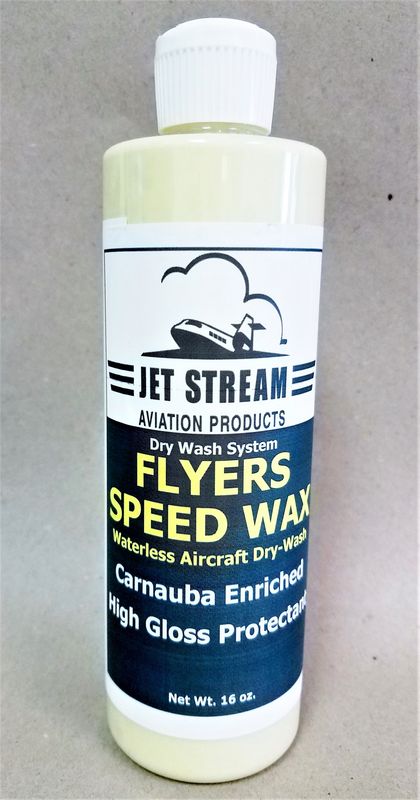 JET STREAM
AVIATION PRODUCTS
Dry Wash System
FLYERS
SPEED WAX
Waterless Aircraft Dry-Wash
Carnauba Enriched
High Gloss Protectant
Net Wt. 16 oz.